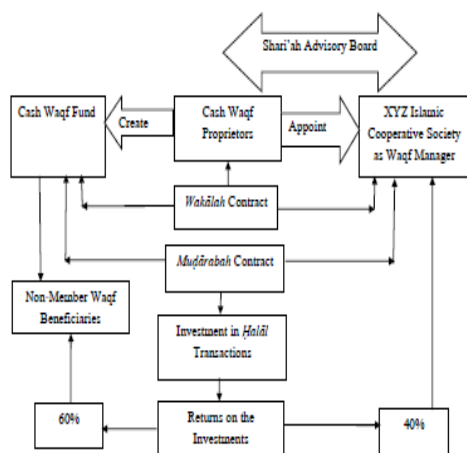 Shari'ah Advisory Board
Cash Waqf Fund
Create
Cash Waqf
Proprietors
Appoint
XYZ Islamic
Cooperative Society
as Waqf Manager
Wakālah Contract
Muḍārabah Contract
Non-Member Waqf
Beneficiaries
Investment in Ḥalāl
Transactions
60%
Returns on the
Investments
40%